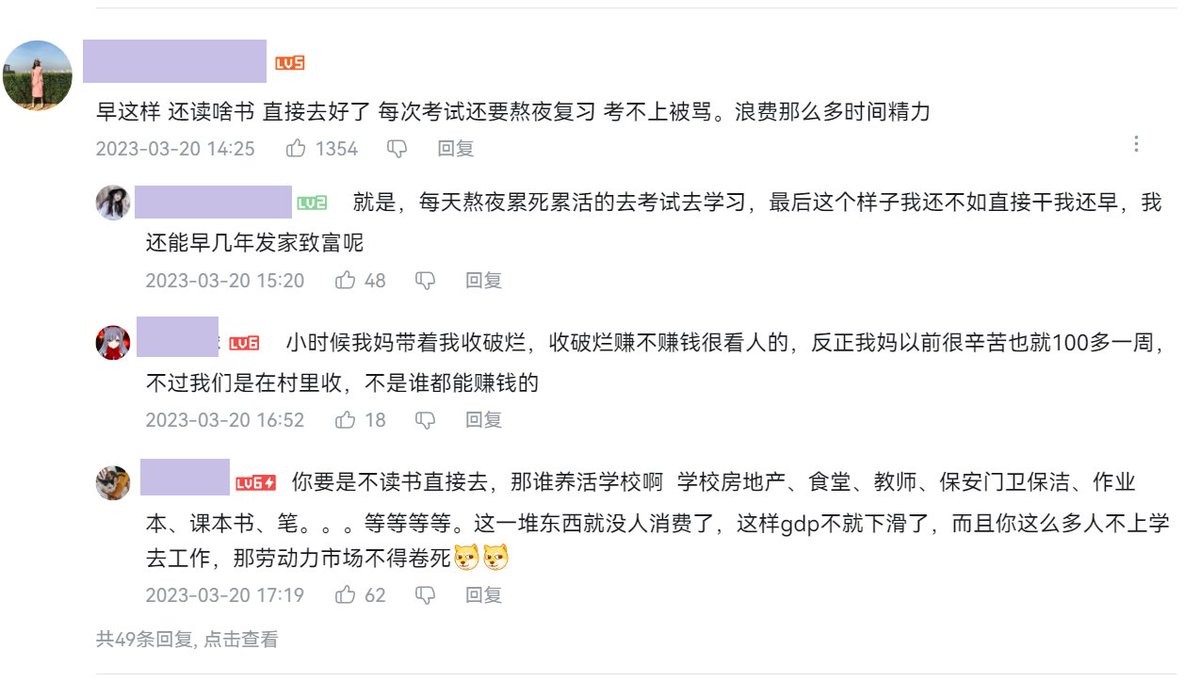 LV5
早这样 还读啥书 直接去好了 每次考试还要熬夜复习 考不上被骂。浪费那么多时间精力
2023-03-20 14:25 1354 回复
LV2 就是，每天熬夜累死累活的去考试去学习，最后这个样子我还不如直接干我还早，我
还能早几年发家致富呢
2023-03-20 15:20 48 回复
LV6 小时候我妈带着我收破烂，收破烂赚不赚钱很看人的，反正我妈以前很辛苦也就100多一周，
不过我们是在村里收，不是谁都能赚钱的
2023-03-20 16:52 18 回复
LV6 你要是不读书直接去，那谁养活学校啊 学校房地产、食堂、教师、保安门卫保洁、作业
本、课本书、笔。。。等等等等。这一堆东西就没人消费了，这样gdp不就下滑了，而且你这么多人不上学
去工作，那劳动力市场不得卷死
2023-03-20 17:19 62 回复
共49条回复, 点击查看